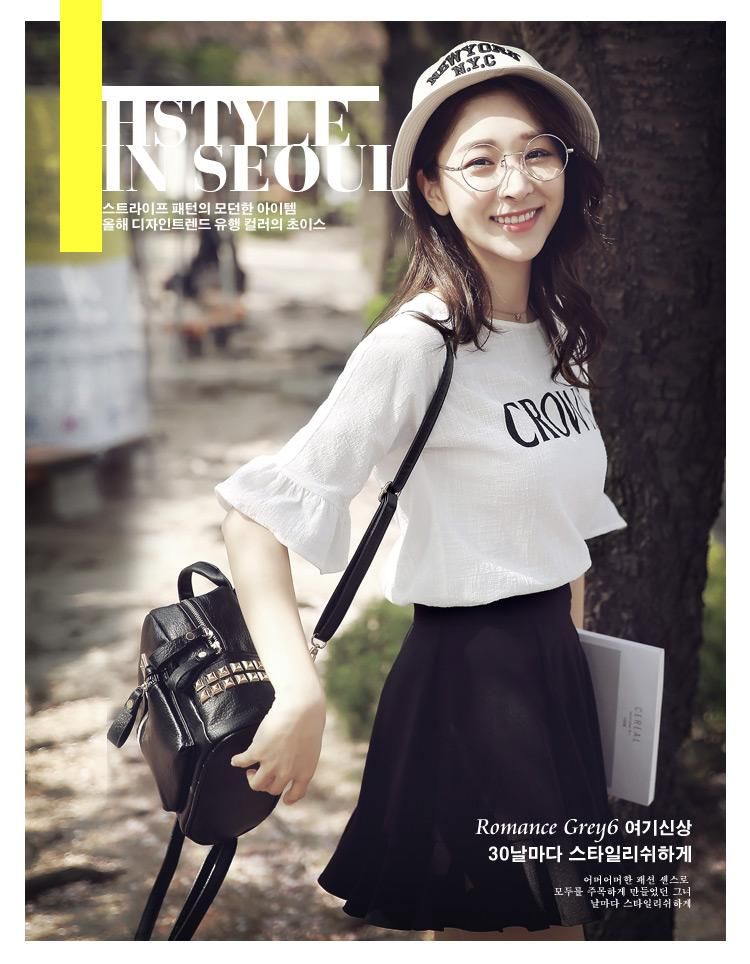 HSTYLE
IN SEOUL
스트라이프 패턴의 모던한 아이템
올해 디자인트렌드 유행 컬러의 초이스
NEWYORK
N.Y.C
CROWN
CEREAL
Romance Grey6 여기신상
30날마다 스타일리쉬하게
어머어머한 패션 센스로
모두를 주목하게 만들었던 그녀
날마다 스타일리쉬하게